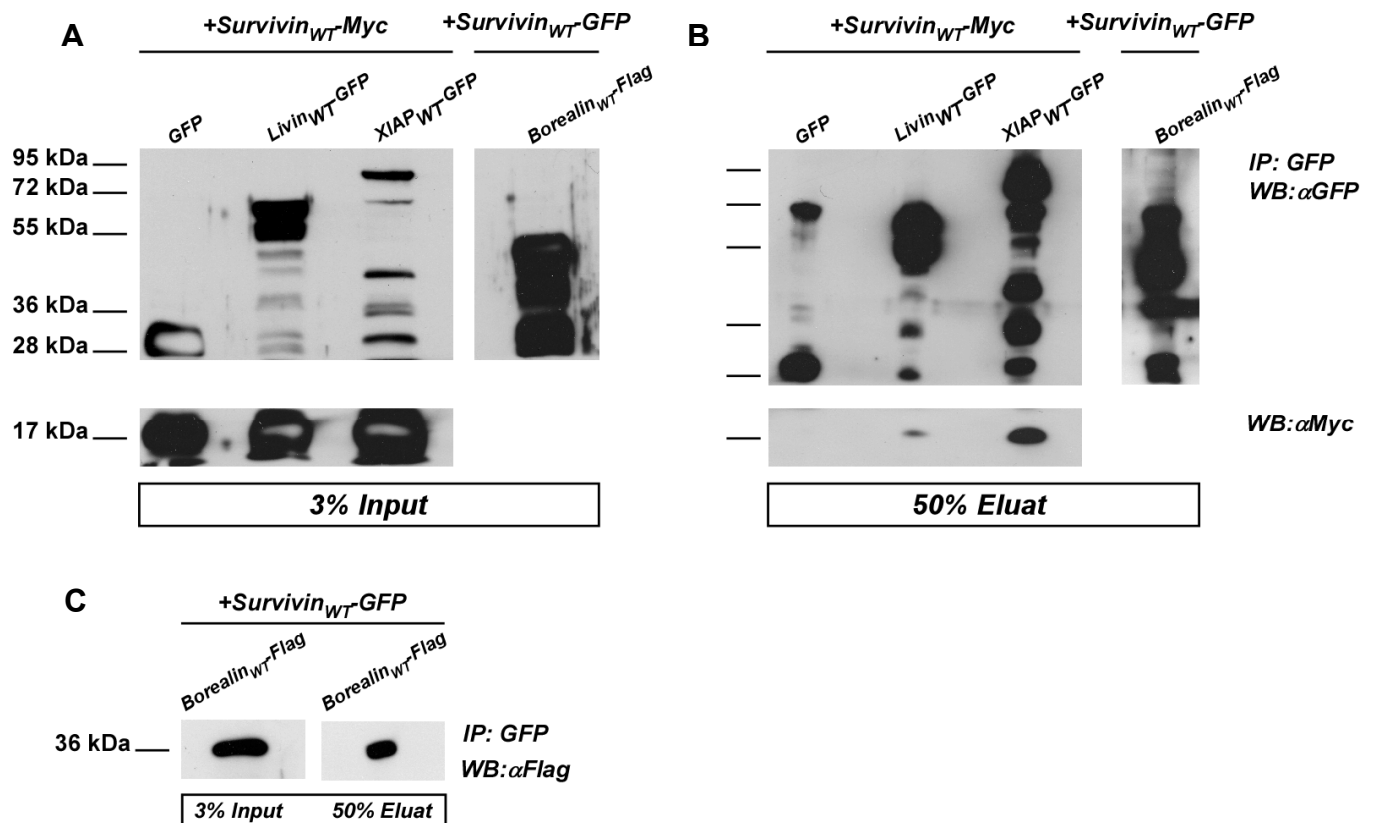 A
+SurvivinWT-Myc
+SurvivinWT-GFP
GFP
LivinWT-GFP
XIAPWT-GFP
BorealinWT-Flag
95 kDa
72 kDa
55 kDa
36 kDa
28 kDa
17 kDa
3% Input
B
+SurvivinWT-Myc
+SurvivinWT-GFP
GFP
LivinWT-GFP
XIAPWT-GFP
BorealinWT-Flag
IP: GFP
WB:αGFP
WB:αMyc
50% Eluat
C
+SurvivinWT-GFP
BorealinWT-Flag
BorealinWT-Flag
36 kDa
IP: GFP
WB:αFlag
3% Input
50% Eluat